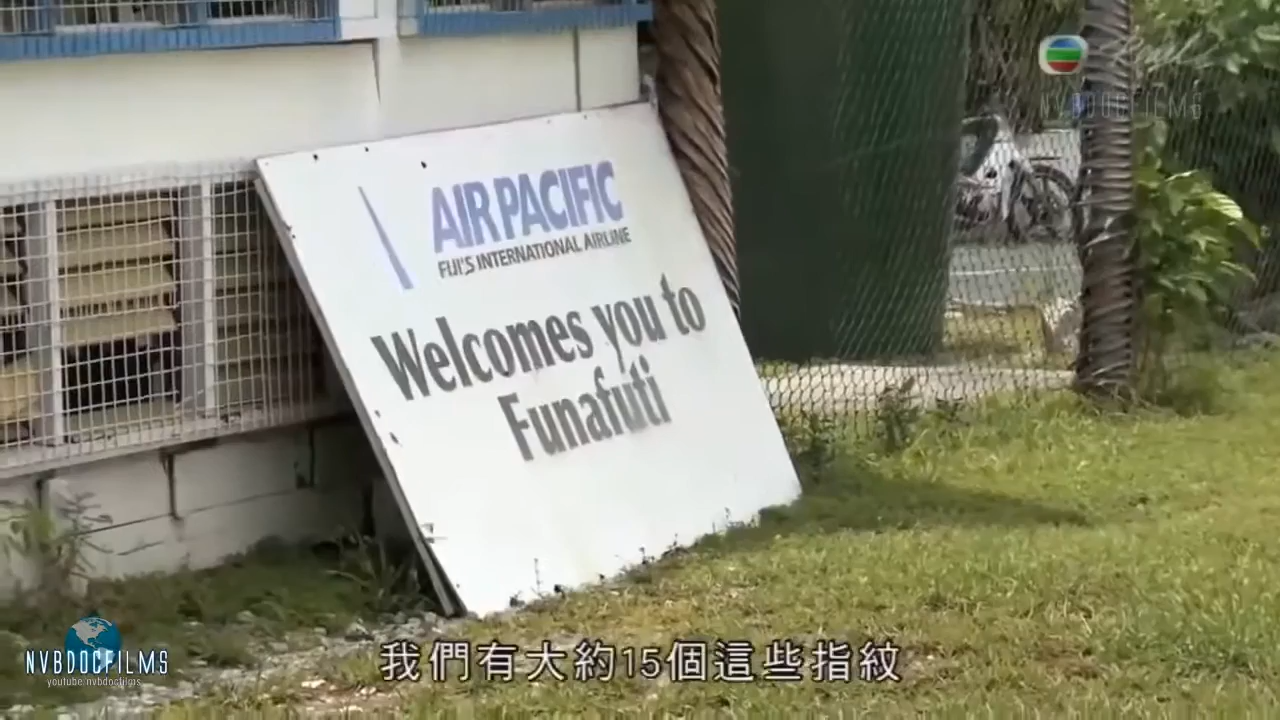 NVBDOCFILMS
AIR PACIFIC
FIJI'S INTERNATIONAL AIRLINE
Welcomes you to
Funafuti
我們有大約15個這些指紋
NVBDOCFILMS
youtube:nvbdocfilms